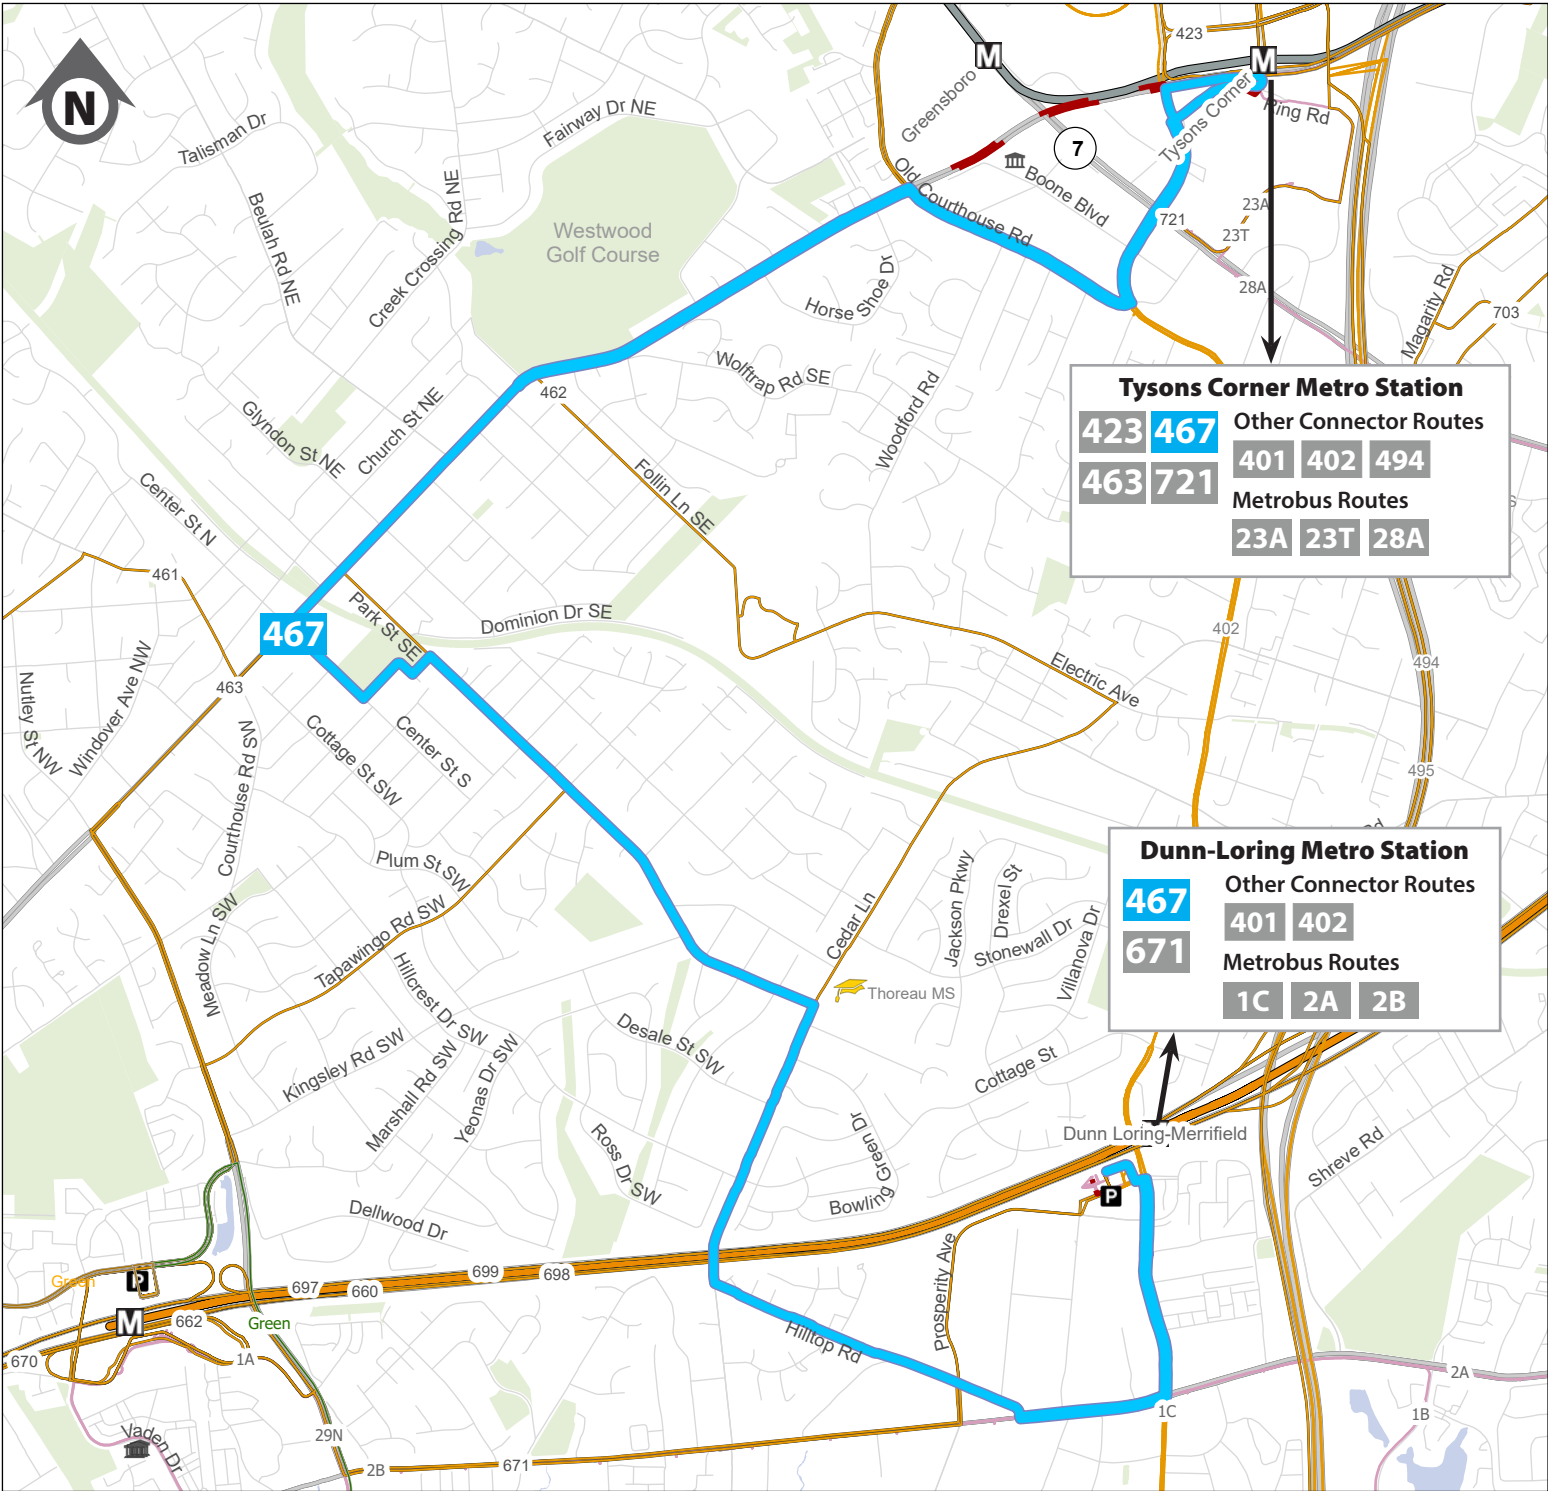 N
M
M
423
Greensboro
Tysons Corner
Ring Rd
Talisman Dr
Fairway Dr NE
7
Boone Blvd
Old Courthouse Rd
721
23A
23T
28A
Beulah Rd NE
Creek Crossing Rd NE
Westwood
Golf Course
Horse Shoe Dr
Magarity Rd
703
Wolftrap Rd SE
Woodford Rd
462
Glyndon St NE
Church St NE
Follin Ln SE
Center St N
Tysons Corner Metro Station
423 467
463 721
Other Connector Routes
401 402 494
Metrobus Routes
23A 23T 28A
461
467
Park St SE
Dominion Dr SE
402
494
495
Electric Ave
463
Nutley St NW
Windover Ave NW
Courthouse Rd SW
Cottage St SW
Center St S
Plum St SW
Meadow Ln SW
Tapawingo Rd SW
Hillcrest Dr SW
Kingsley Rd SW
Marshall Rd SW
Yeonas Dr SW
Desale St SW
Ross Dr SW
Cedar Ln
Thoreau MS
Jackson Pkwy
Drexel St
Stonewall Dr
Villanova Dr
Rd
Dunn-Loring Metro Station
467
671
Other Connector Routes
401 402
Metrobus Routes
1C 2A 2B
Cottage St
Bowling Green Dr
Dunn Loring-Merrifield
P
Shreve Rd
Dellwood Dr
Prosperity Ave
Hilltop Rd
Green
P
M
697
660
699
698
662
Green
670
1A
Vaden Dr
29N
2B
671
1C
2A
1B